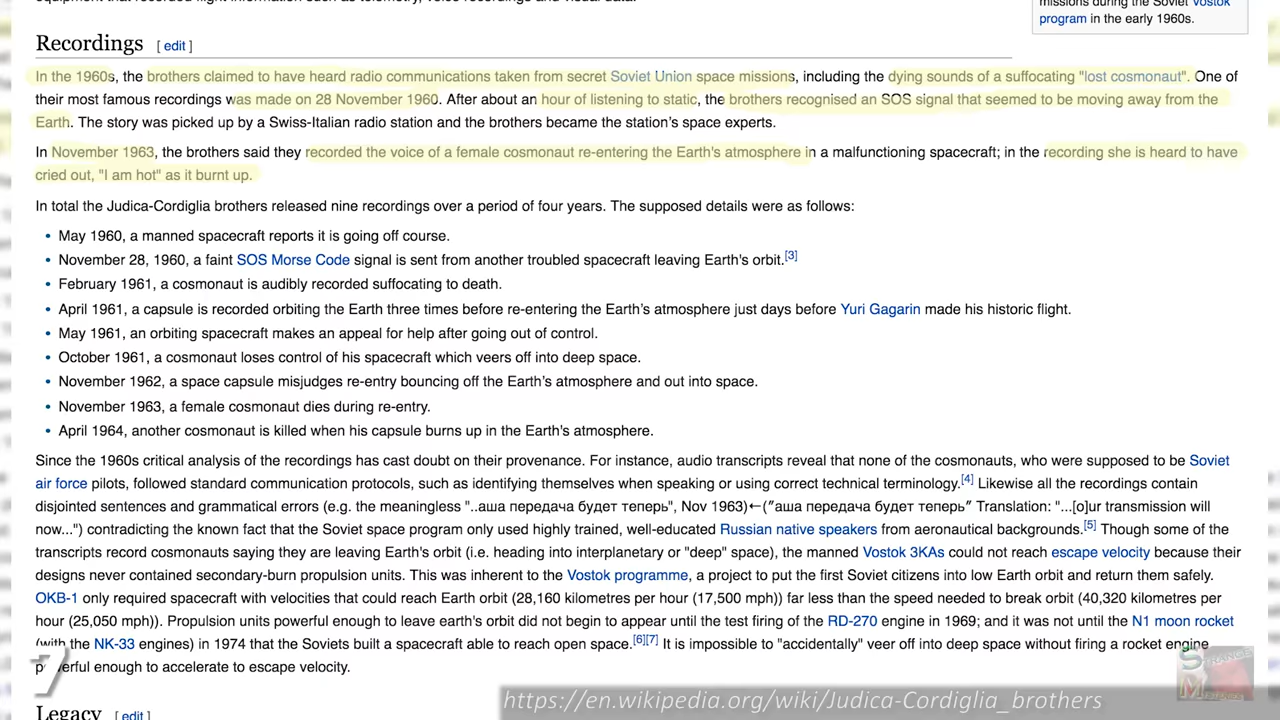 equipment that recorded flight information such as telemetry, voice recordings and visual data.
missions during the Soviet Vostok
program in the early 1960s.
Recordings [ edit ]
In the 1960s, the brothers claimed to have heard radio communications taken from secret Soviet Union space missions, including the dying sounds of a suffocating "lost cosmonaut". One of
their most famous recordings was made on 28 November 1960. After about an hour of listening to static, the brothers recognised an SOS signal that seemed to be moving away from the
Earth. The story was picked up by a Swiss-Italian radio station and the brothers became the station's space experts.
In November 1963, the brothers said they recorded the voice of a female cosmonaut re-entering the Earth's atmosphere in a malfunctioning spacecraft; in the recording she is heard to have
cried out, "I am hot" as it burnt up.
In total the Judica-Cordiglia brothers released nine recordings over a period of four years. The supposed details were as follows:
• May 1960, a manned spacecraft reports it is going off course.
• November 28, 1960, a faint SOS Morse Code signal is sent from another troubled spacecraft leaving Earth's orbit.[3]
• February 1961, a cosmonaut is audibly recorded suffocating to death.
• April 1961, a capsule is recorded orbiting the Earth three times before re-entering the Earth's atmosphere just days before Yuri Gagarin made his historic flight.
• May 1961, an orbiting spacecraft makes an appeal for help after going out of control.
• October 1961, a cosmonaut loses control of his spacecraft which veers off into deep space.
• November 1962, a space capsule misjudges re-entry bouncing off the Earth's atmosphere and out into space.
• November 1963, a female cosmonaut dies during re-entry.
• April 1964, another cosmonaut is killed when his capsule burns up in the Earth's atmosphere.
Since the 1960s critical analysis of the recordings has cast doubt on their provenance. For instance, audio transcripts reveal that none of the cosmonauts, who were supposed to be Soviet
air force pilots, followed standard communication protocols, such as identifying themselves when speaking or using correct technical terminology.[4] Likewise all the recordings contain
disjointed sentences and grammatical errors (e.g. the meaningless "..аша передача будет теперь", Nov 1963)←("аша передача будет теперь" Translation: "...[o]ur transmission will
now...") contradicting the known fact that the Soviet space program only used highly trained, well-educated Russian native speakers from aeronautical backgrounds.[5] Though some of the
transcripts record cosmonauts saying they are leaving Earth's orbit (i.e. heading into interplanetary or "deep" space), the manned Vostok 3KAs could not reach escape velocity because their
designs never contained secondary-burn propulsion units. This was inherent to the Vostok programme, a project to put the first Soviet citizens into low Earth orbit and return them safely.
OKB-1 only required spacecraft with velocities that could reach Earth orbit (28,160 kilometres per hour (17,500 mph)) far less than the speed needed to break orbit (40,320 kilometres per
hour (25,050 mph)). Propulsion units powerful enough to leave earth's orbit did not begin to appear until the test firing of the RD-270 engine in 1969; and it was not until the N1 moon rocket
(with the NK-33 engines) in 1974 that the Soviets built a spacecraft able to reach open space.[6][7] It is impossible to "accidentally" veer off into deep space without firing a rocket engine
powerful enough to accelerate to escape velocity.
7
STRANGE
https://en.wikipedia.org/wiki/Judica-Cordiglia_brothers
Legacy [ edit ]